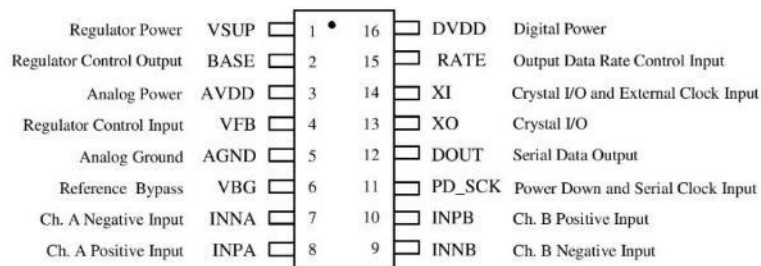 Regulator Power VSUP 1 16 DVDD Digital Power
Regulator Control Output BASE 2 15 RATE Output Data Rate Control Input
Analog Power AVDD 3 14 XI Crystal I/O and External Clock Input
Regulator Control Input VFB 4 13 XO Crystal I/O
Analog Ground AGND 5 12 DOUT Serial Data Output
Reference Bypass VBG 6 11 PD_SCK Power Down and Serial Clock Input
Ch. A Negative Input INNA 7 10 INPB Ch. B Positive Input
Ch. A Positive Input INPA 8 9 INNB Ch. B Negative Input